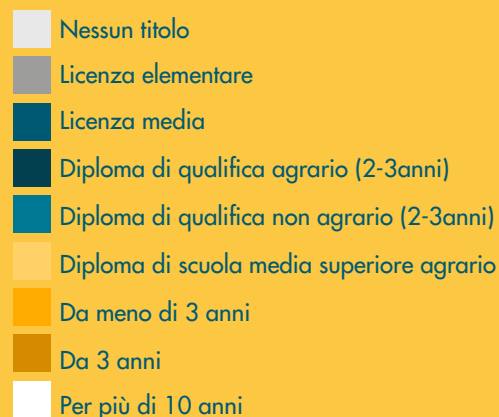 Nessun titolo
Licenza elementare
Licenza media
Diploma di qualifica agrario (2-3anni)
Diploma di qualifica non agrario (2-3anni)
Diploma di scuola media superiore agrario
Da meno di 3 anni
Da 3 anni
Per più di 10 anni